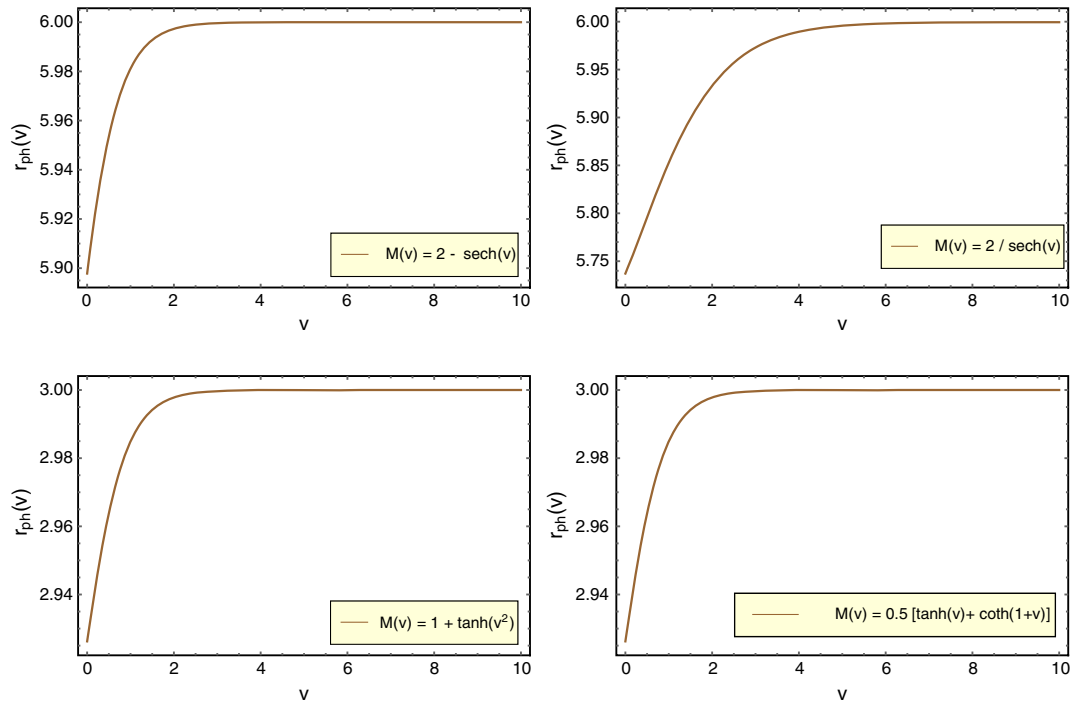 6.00
5.98
5.96
5.94
5.92
5.90
r_ph(v)
M(v) = 2 - sech(v)
0 2 4 6 8 10
v
6.00
5.95
5.90
5.85
5.80
5.75
r_ph(v)
M(v) = 2 / sech(v)
0 2 4 6 8 10
v
3.00
2.98
2.96
2.94
r_ph(v)
M(v) = 1 + tanh(v²)
0 2 4 6 8 10
v
3.00
2.98
2.96
2.94
r_ph(v)
M(v) = 0.5 [tanh(v)+ coth(1+v)]
0 2 4 6 8 10
v